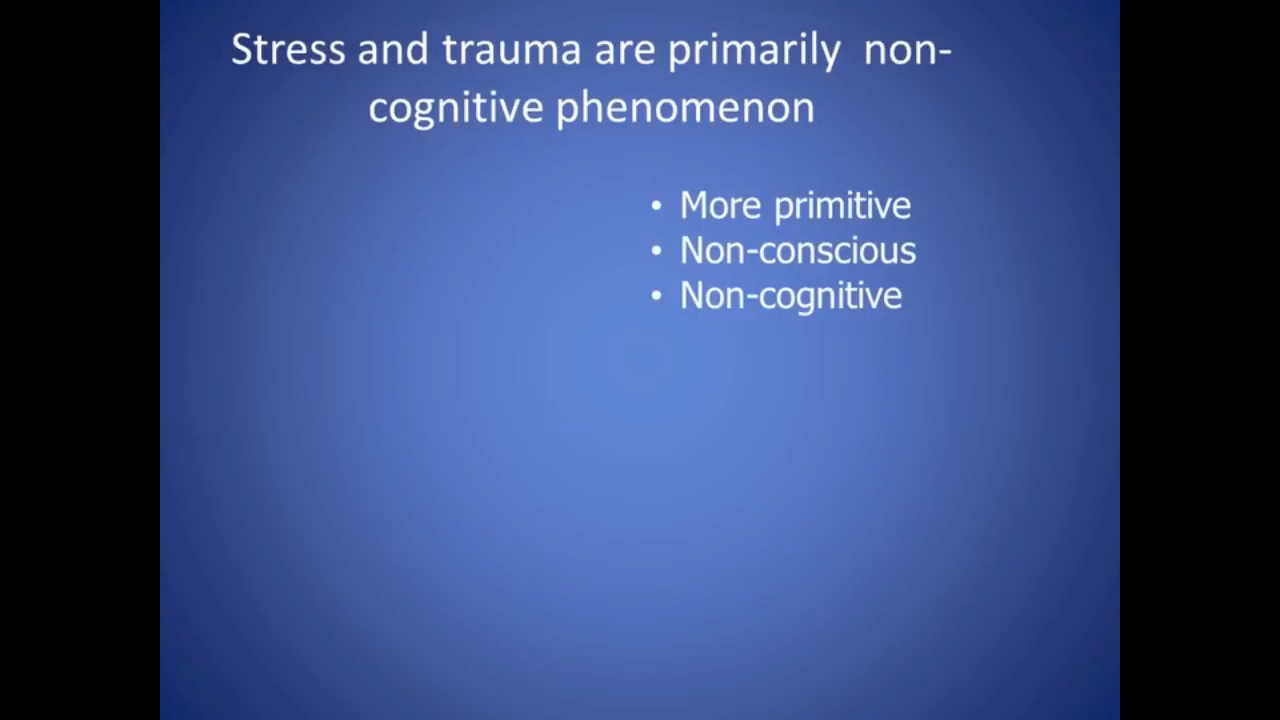 Stress and trauma are primarily  non-
cognitive phenomenon
• More primitive
• Non-conscious
• Non-cognitive